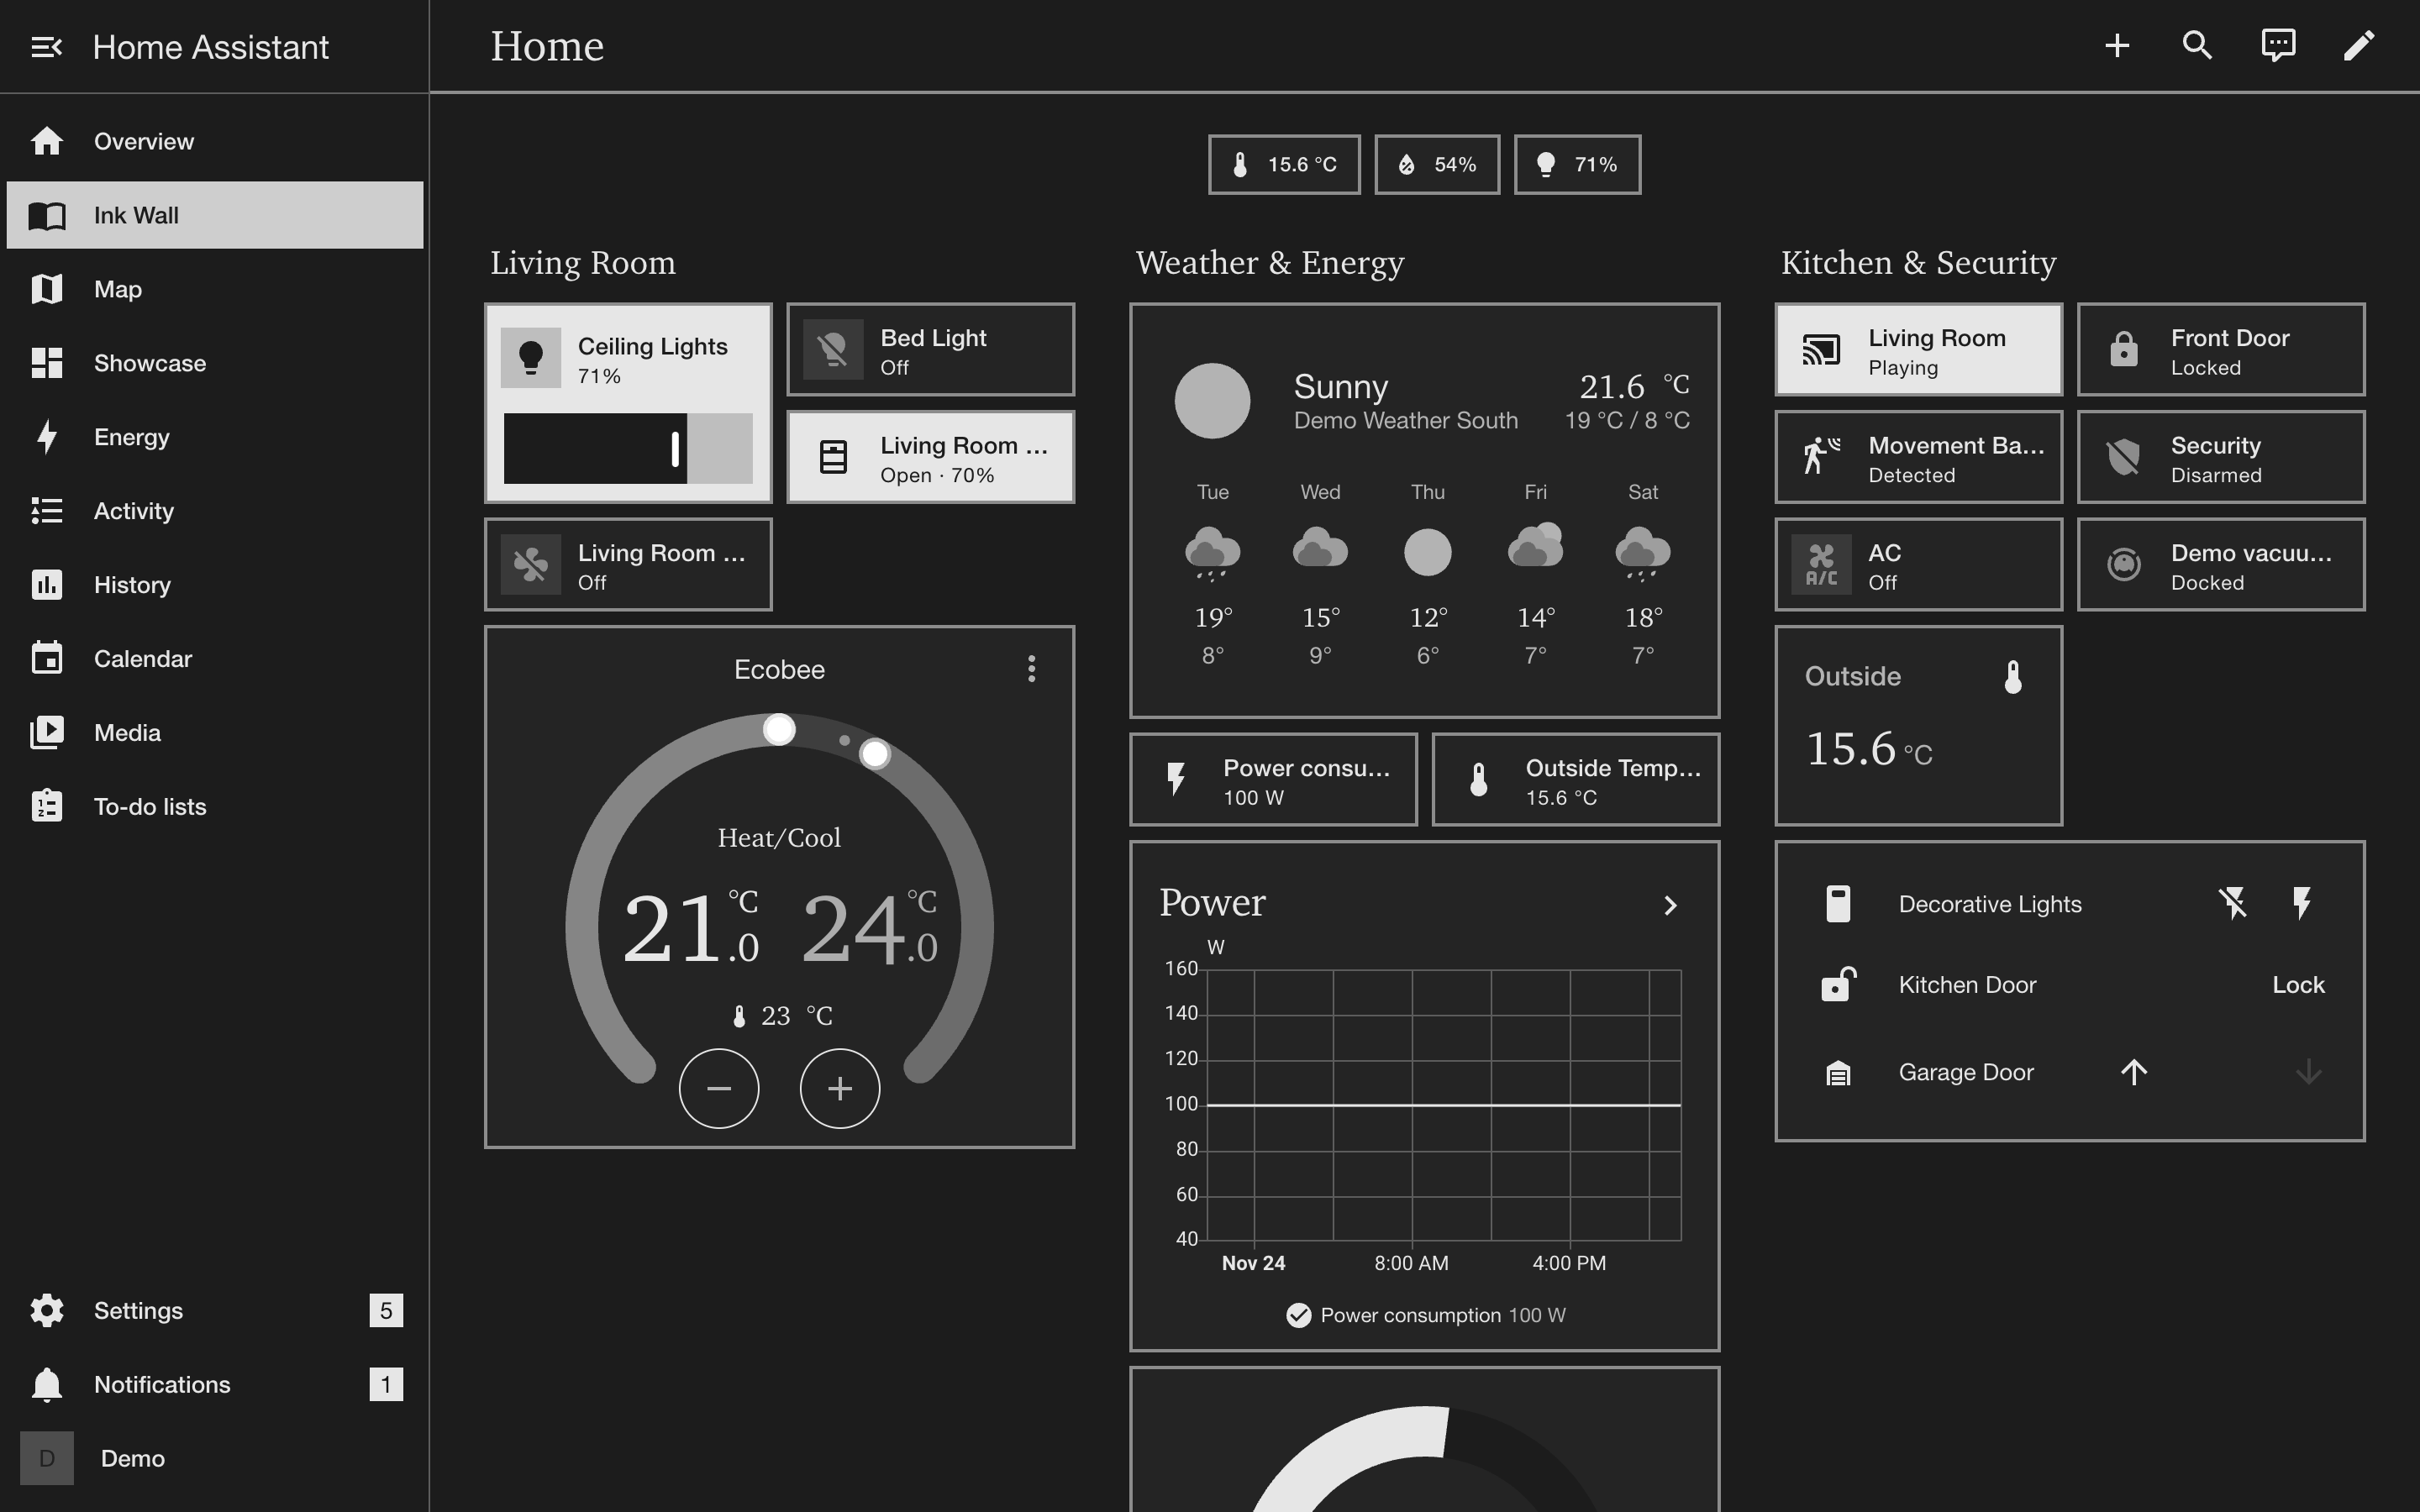 Home Assistant
Overview
Ink Wall
Map
Showcase
Energy
Activity
History
Calendar
Media
To-do lists
Settings 5
Notifications 1
D Demo
Home
15.6 °C 54% 71%
Living Room
Ceiling Lights
71%
Bed Light
Off
Living Room ...
Open · 70%
Living Room ...
Off
Ecobee
Heat/Cool
21.0 °C 24.0 °C
23 °C
Weather & Energy
Sunny 21.6 °C
Demo Weather South 19 °C / 8 °C
Tue Wed Thu Fri Sat
19° 15° 12° 14° 18°
8° 9° 6° 7° 7°
Power consu...
100 W
Outside Temp...
15.6 °C
Power
W
160
140
120
100
80
60
40
Nov 24 8:00 AM 4:00 PM
Power consumption 100 W
Kitchen & Security
Living Room
Playing
Front Door
Locked
Movement Ba...
Detected
Security
Disarmed
A/C
AC
Off
Demo vacuu...
Docked
Outside
15.6 °C
Decorative Lights
Kitchen Door Lock
Garage Door